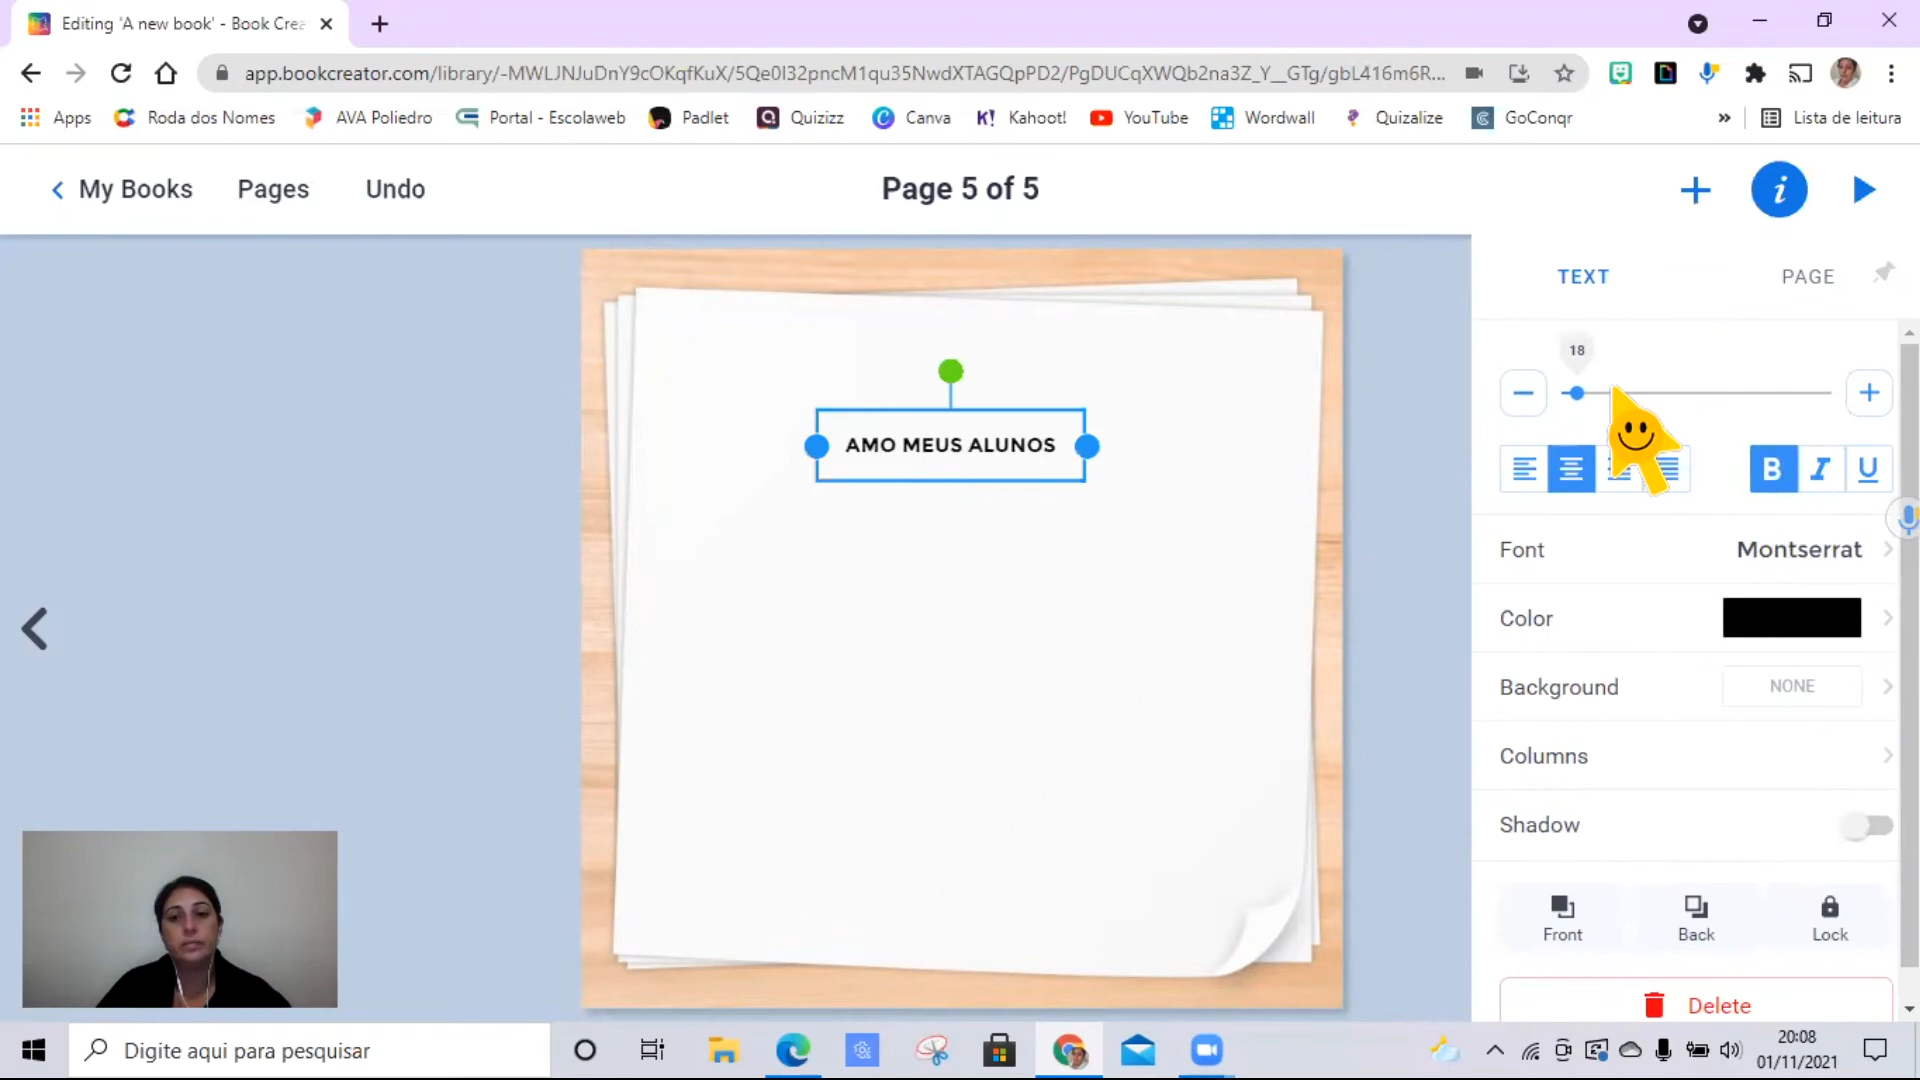 Editing 'A new book' - Book Crea
app.bookcreator.com/library/-MWLJNJuDnY9cOKqfKuX/5Qe0I32pncM1qu35NwdXTAGQpPD2/PgDUCqXWQb2na3Z_Y__GTg/gbL416m6R...
Apps Roda dos Nomes AVA Poliedro Portal - Escolaweb Padlet Quizizz Canva K! Kahoot! YouTube Wordwall Quizalize GoConqr » Lista de leitura
My Books Pages Undo Page 5 of 5
TEXT PAGE
18
AMO MEUS ALUNOS
B I U
Font Montserrat
Color
Background NONE
Columns
Shadow
Front Back Lock
Delete
Digite aqui para pesquisar
20:08
01/11/2021